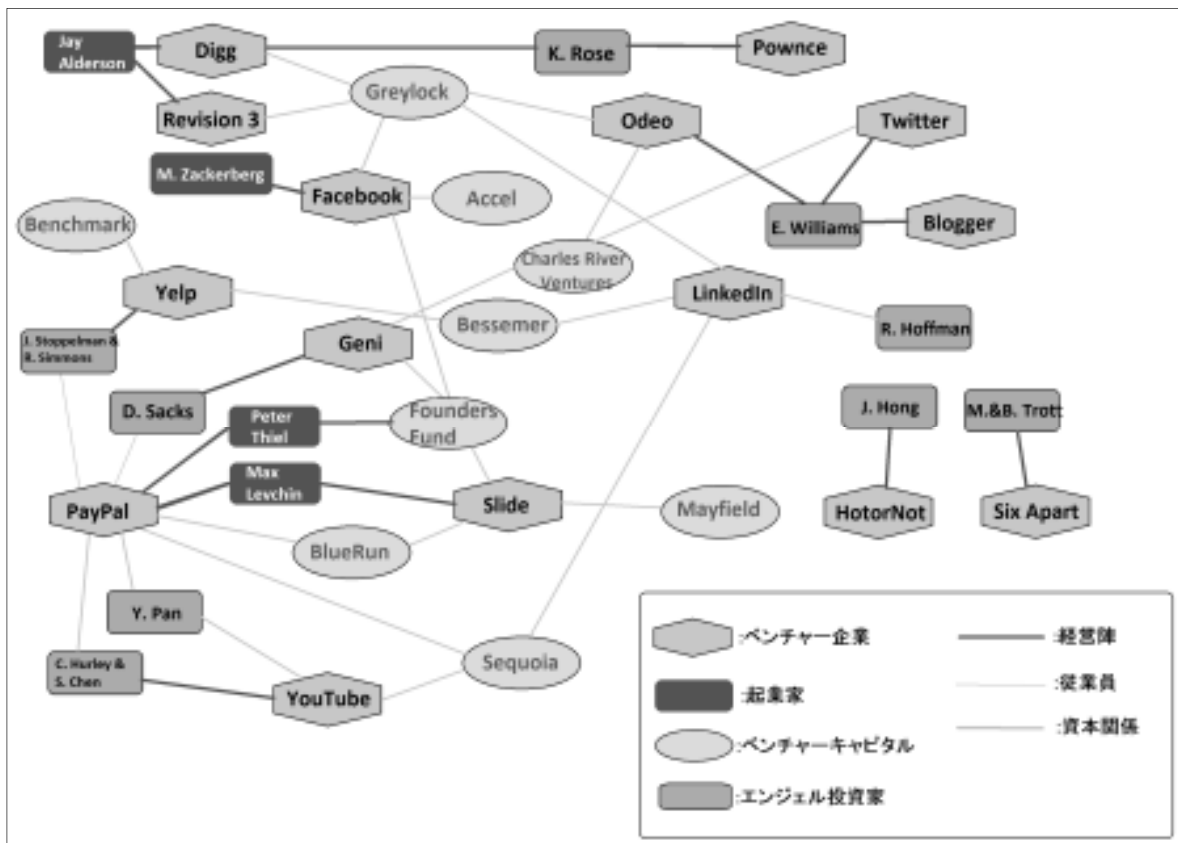 Jay
Alderson
Digg
K. Rose
Pownce
Greylock
Revision 3
Odeo
Twitter
M. Zackerberg
Facebook
Accel
Benchmark
E. Williams
Blogger
Charles River
Ventures
Yelp
LinkedIn
Bessemer
R. Hoffman
J. Stoppelman &
R. Simmons
Geni
D. Sacks
Peter
Thiel
Founders
Fund
J. Hong
M.&B. Trott
Max
Levchin
PayPal
Slide
Mayfield
HotorNot
Six Apart
BlueRun
Y. Pan
C. Hurley &
S. Chen
Sequoia
YouTube
:ベンチャー企業
:経営陣
:起業家
:従業員
:ベンチャーキャピタル
:資本関係
:エンジェル投資家